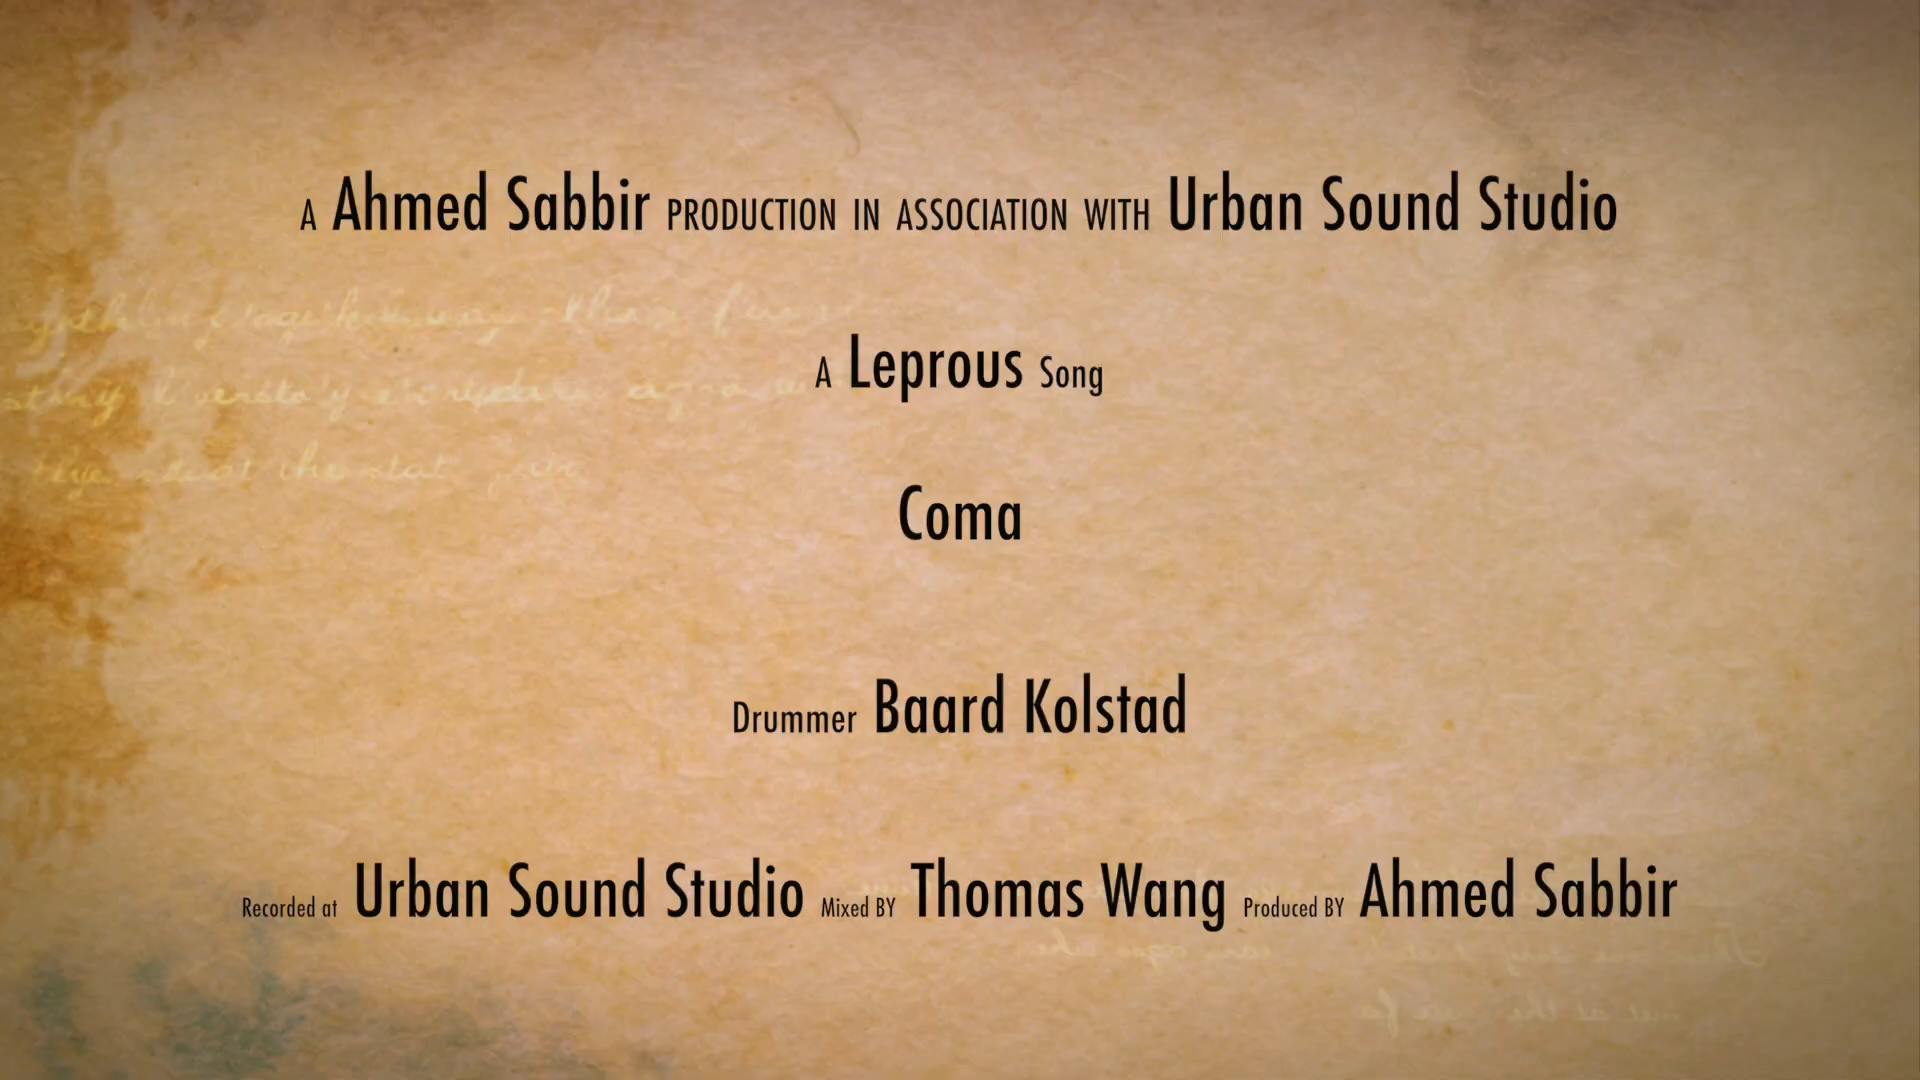 A Ahmed Sabbir PRODUCTION IN ASSOCIATION WITH Urban Sound Studio
A Leprous Song
Coma
Drummer Baard Kolstad
Recorded at Urban Sound Studio Mixed BY Thomas Wang Produced BY Ahmed Sabbir